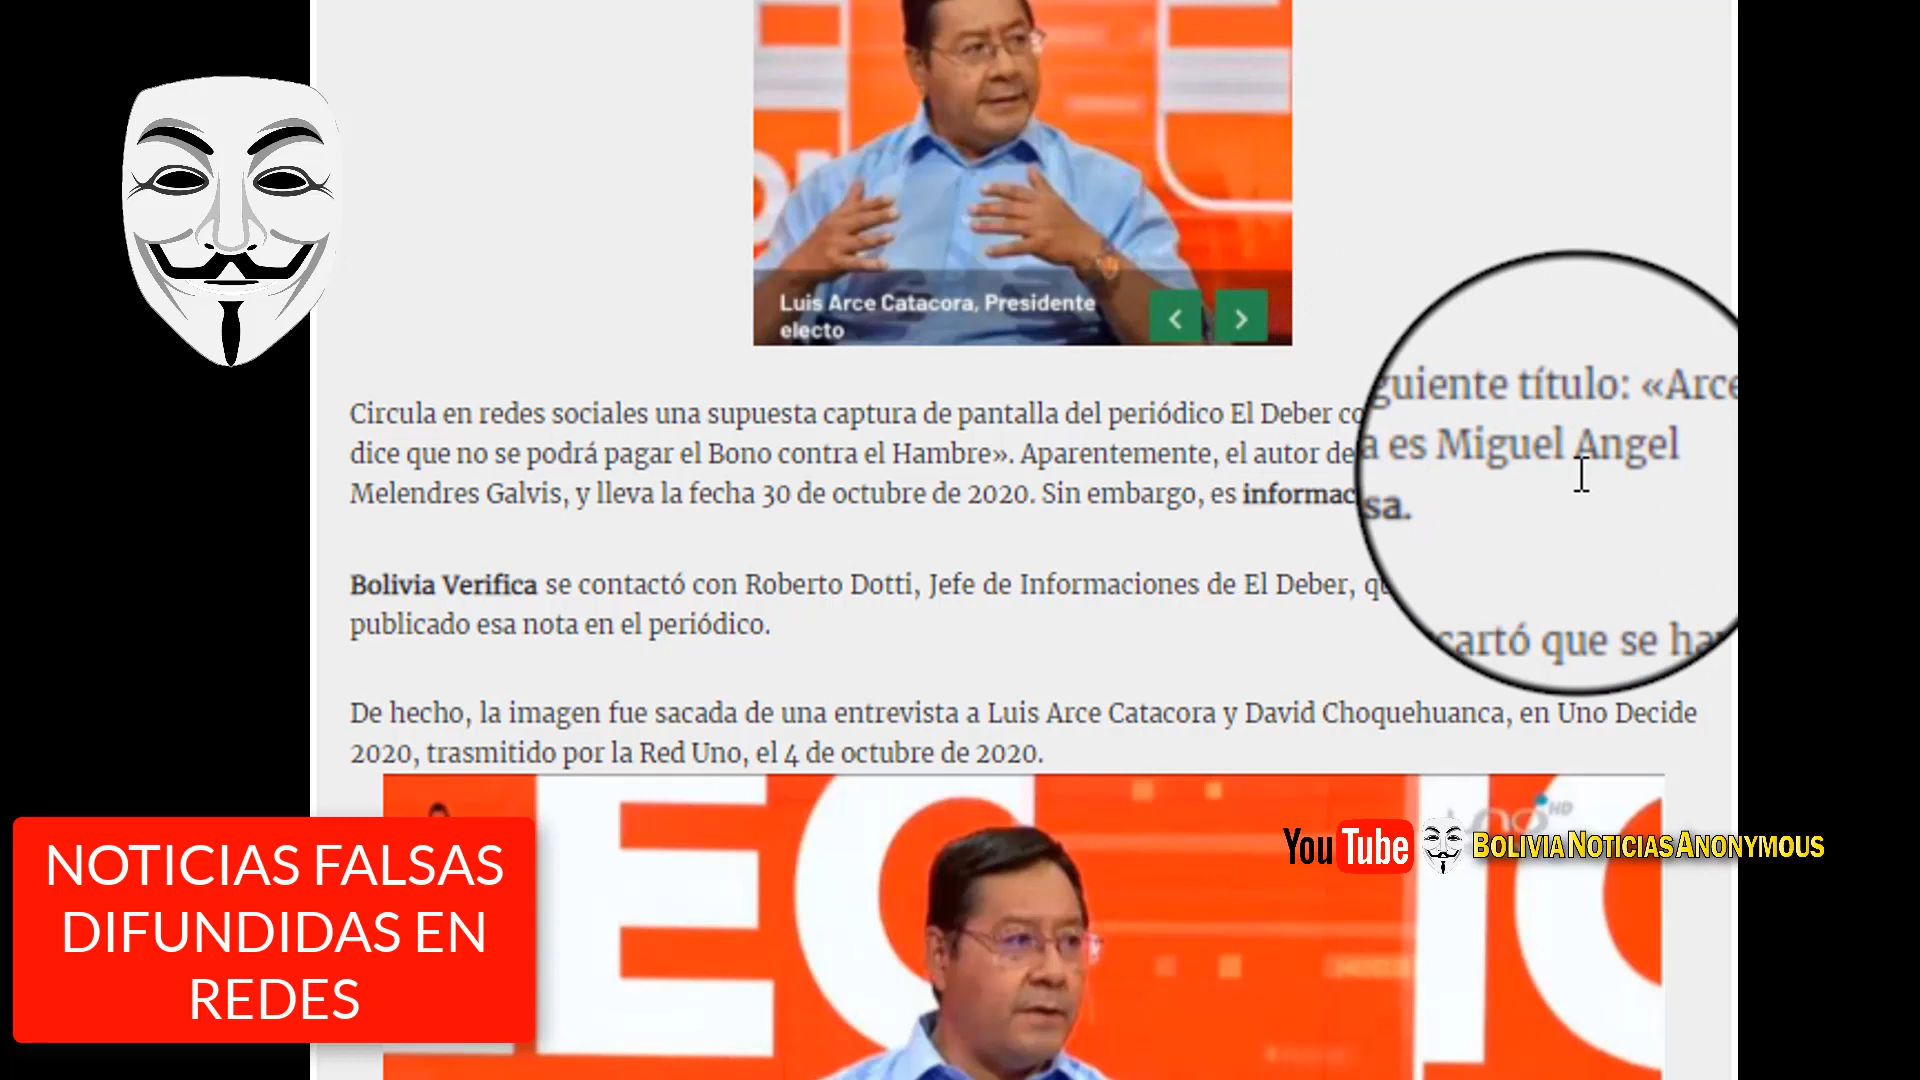 Luis Arce Catacora, Presidente
electo
Circula en redes sociales una supuesta captura de pantalla del periódico El Deber co guiente título: «Arce
dice que no se podrá pagar el Bono contra el Hambre». Aparentemente, el autor de a es Miguel Angel
Melendres Galvis, y lleva la fecha 30 de octubre de 2020. Sin embargo, es informac sa.
Bolivia Verifica se contactó con Roberto Dotti, Jefe de Informaciones de El Deber, qu cartó que se ha
publicado esa nota en el periódico.
De hecho, la imagen fue sacada de una entrevista a Luis Arce Catacora y David Choquehuanca, en Uno Decide
2020, trasmitido por la Red Uno, el 4 de octubre de 2020.
HD
YouTube BOLIVIA NOTICIAS ANONYMOUS
NOTICIAS FALSAS
DIFUNDIDAS EN
REDES